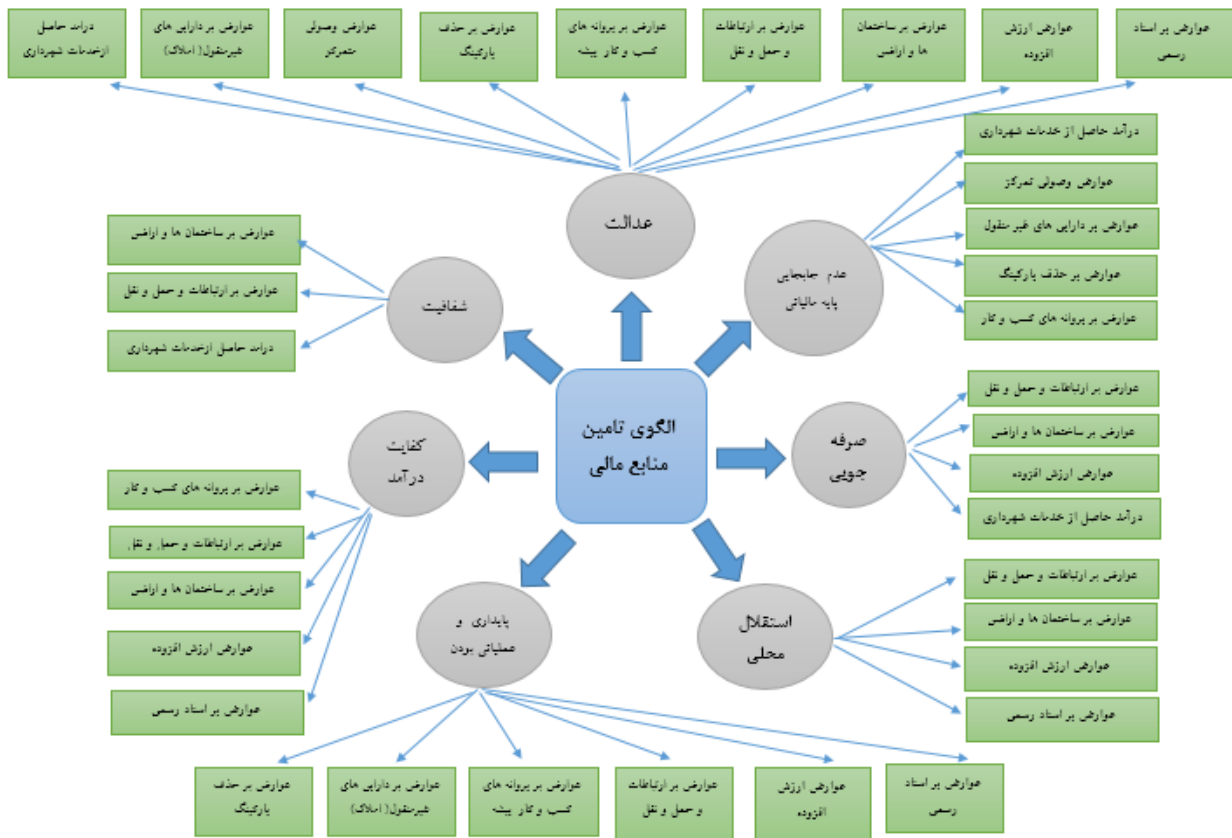 عوارض بر اسناد
رسمی
عوارض ارزش
افزوده
عوارض بر ساختمان
ها و اراضی
عوارض بر ارتباطات
و حمل و نقل
عوارض بر پروانه های
کسب و کار پیشه
عوارض بر حذف
پارکینگ
عوارض وصولی
متمرکز
عوارض بر دارایی های
غیرمنقول( املاک)
درامد حاصل
ازخدمات شهرداری
عدالت
عدم جابجایی
پایه مالیاتی
درآمد حاصل از خدمات شهرداری
عوارض وصولی تمرکز
عوارض بر دارایی های غیر منقول
عوارض بر حذف پارکینگ
عوارض بر پروانه های کسب و کار
شفافیت
عوارض بر ساختمان ها و اراضی
عوارض بر ارتباطات و حمل و نقل
درامد حاصل ازخدمات شهرداری
الگوی تامین
منابع مالی
صرفه
جویی
عوارض بر ارتباطات و حمل و نقل
عوارض بر ساختمان ها و اراضی
عوارض ارزش افزوده
درآمد حاصل از خدمات شهرداری
کفایت
درآمد
عوارض بر پروانه های کسب و کار
عوارض بر ارتباطات و حمل و نقل
عوارض بر ساختمان ها و اراضی
عوارض ارزش افزوده
عوارض بر اسناد رسمی
استقلال
محلی
عوارض بر ارتباطات و حمل و نقل
عوارض بر ساختمان ها و اراضی
عوارض ارزش افزوده
عوارض بر اسناد رسمی
پایداری و
عملیاتی بودن
عوارض بر اسناد
رسمی
عوارض ارزش
افزوده
عوارض بر ارتباطات
و حمل و نقل
عوارض بر پروانه های
کسب و کار پیشه
عوارض بر دارایی های
غیرمنقول( املاک)
عوارض بر حذف
پارکینگ